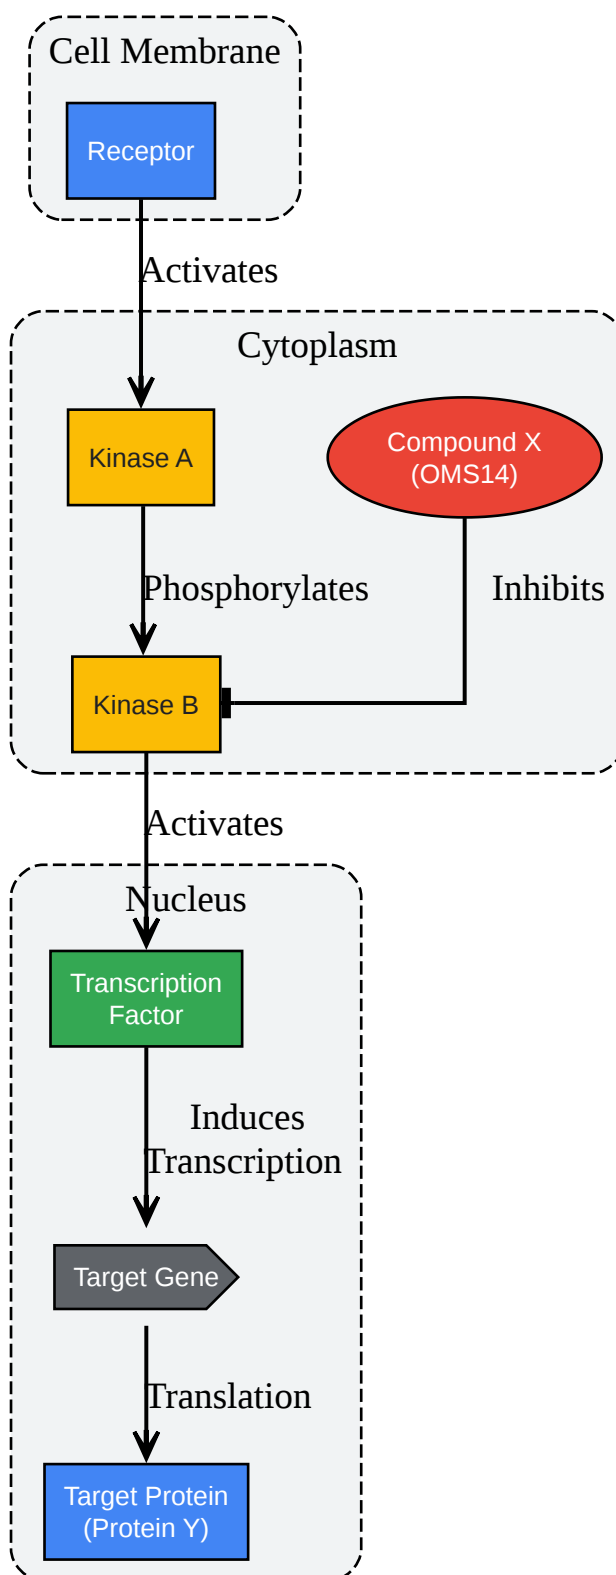 Cell Membrane
Receptor
Activates
Cytoplasm
Kinase A
Compound X
(OMS14)
Phosphorylates
Inhibits
Kinase B
Activates
Nucleus
Transcription
Factor
Induces
Transcription
Target Gene
Translation
Target Protein
(Protein Y)